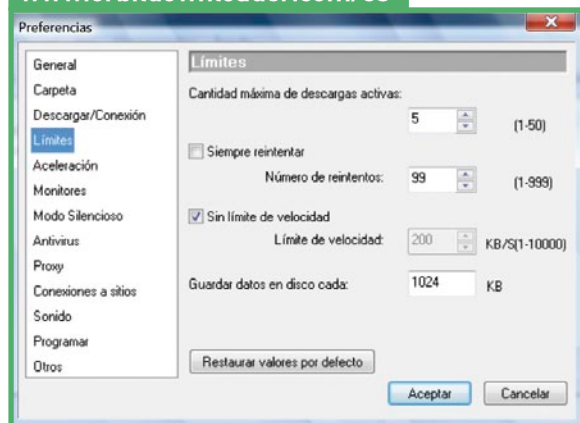 Preferencias
General
Carpeta
Descargar/Conexión
Límites
Aceleración
Monitores
Modo Silencioso
Antivirus
Proxy
Conexiones a sitios
Sonido
Programar
Otros
Límites
Cantidad máxima de descargas activas:
5 (1-50)
Siempre reintentar
Número de reintentos: 99 (1-999)
Sin límite de velocidad
Límite de velocidad: 200 KB/S(1-10000)
Guardar datos en disco cada: 1024 KB
Restaurar valores por defecto
Aceptar Cancelar